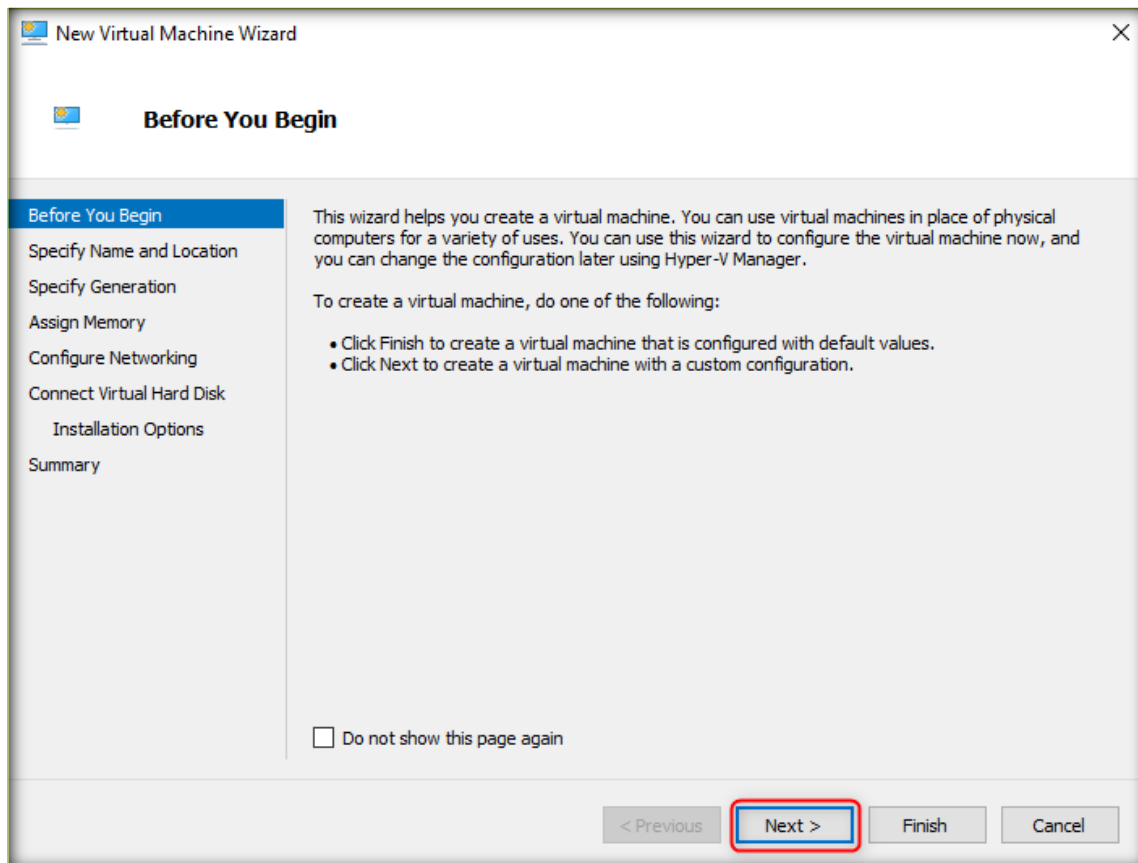 New Virtual Machine Wizard
Before You Begin
Before You Begin
Specify Name and Location
Specify Generation
Assign Memory
Configure Networking
Connect Virtual Hard Disk
Installation Options
Summary
This wizard helps you create a virtual machine. You can use virtual machines in place of physical
computers for a variety of uses. You can use this wizard to configure the virtual machine now, and
you can change the configuration later using Hyper-V Manager.
To create a virtual machine, do one of the following:
• Click Finish to create a virtual machine that is configured with default values.
• Click Next to create a virtual machine with a custom configuration.
Do not show this page again
< Previous
Next >
Finish
Cancel